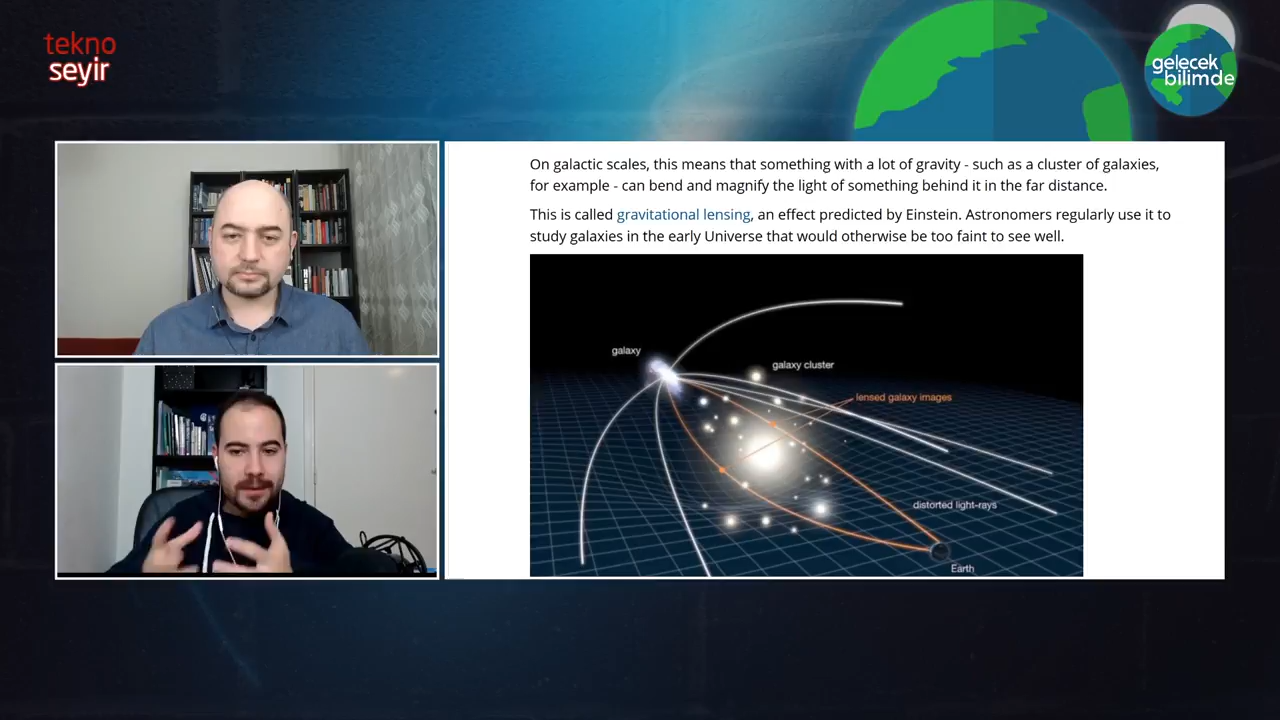 tekno
seyir
gelecek
bilimde
On galactic scales, this means that something with a lot of gravity - such as a cluster of galaxies,
for example - can bend and magnify the light of something behind it in the far distance.
This is called gravitational lensing, an effect predicted by Einstein. Astronomers regularly use it to
study galaxies in the early Universe that would otherwise be too faint to see well.
galaxy
galaxy cluster
lensed galaxy images
distorted light-rays
Earth